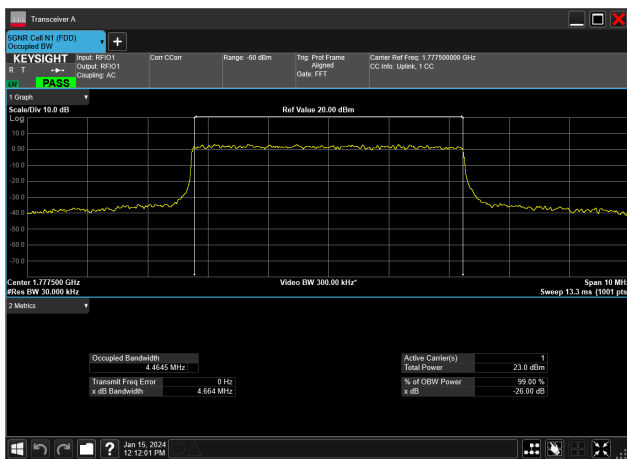 Transceiver A
5GNR Cell N1 (FDD)
Occupied BW
+
KEYSIGHT
R T
LXI
PASS
Input: RFIO1
Output: RFIO1
Coupling: AC
Corr CCorr
Range: -60 dBm
Trig: Prot Frame
Aligned
Gate: FFT
Carrier Ref Freq: 1.777500000 GHz
CC Info: Uplink, 1 CC
1 Graph
Scale/Div 10.0 dB
Ref Value 20.00 dBm
Log
10.0
0.00
-10.0
-20.0
-30.0
-40.0
-50.0
-60.0
-70.0
Center 1.777500 GHz
Video BW 300.00 kHz*
Span 10 MHz
#Res BW 30.000 kHz
Sweep 13.3 ms (1001 pts
2 Metrics
Occupied Bandwidth
4.4645 MHz
Active Carrier(s) 1
Total Power 23.0 dBm
Transmit Freq Error 0 Hz
x dB Bandwidth 4.664 MHz
% of OBW Power 99.00 %
x dB -26.00 dB
?
Jan 15, 2024
12:12:01 PM